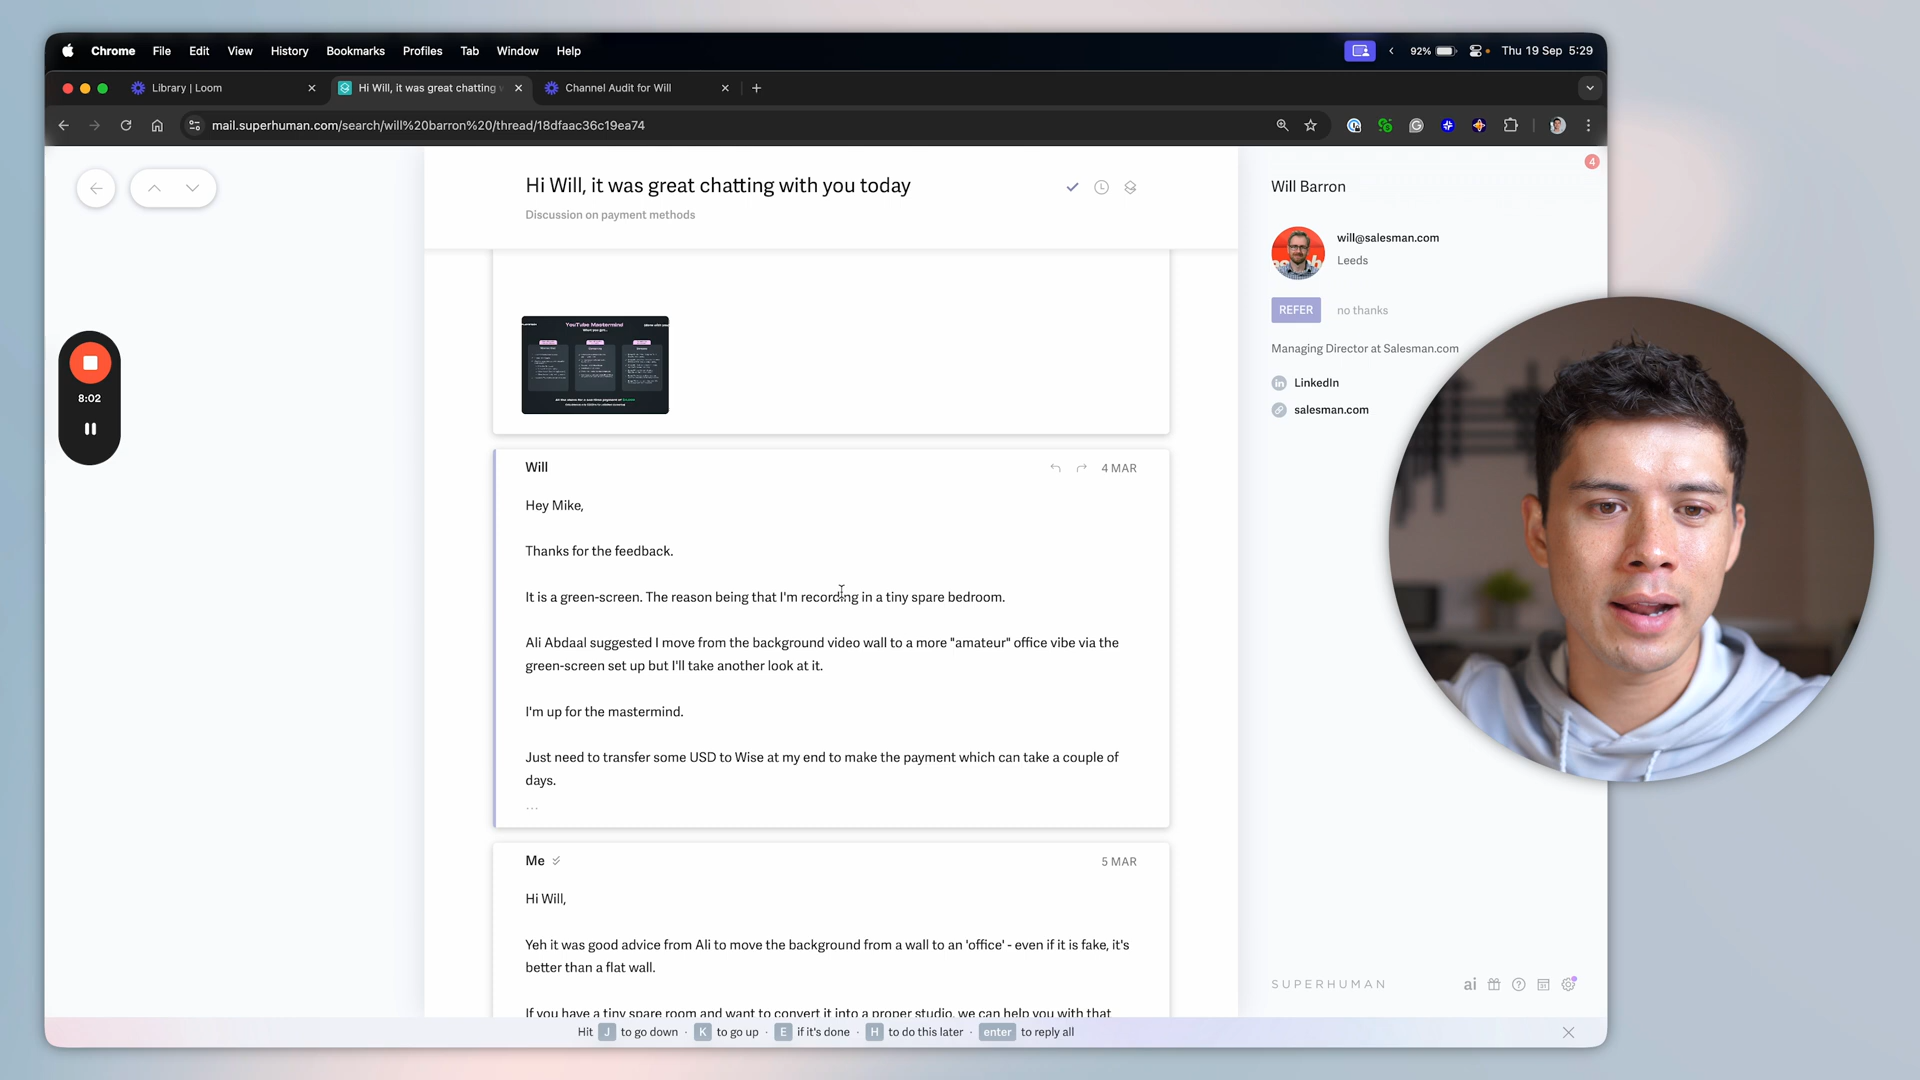 Chrome File Edit View History Bookmarks Profiles Tab Window Help
92% Thu 19 Sep 5:29
Library | Loom
Hi Will, it was great chatting
Channel Audit for Will
mail.superhuman.com/search/will%20barron%20/thread/18dfaac36c19ea74
Hi Will, it was great chatting with you today
Discussion on payment methods
4
Will Barron
will@salesman.com
Leeds
REFER no thanks
Managing Director at Salesman.com
LinkedIn
salesman.com
8:02
YouTube Mastermind
Will
4 MAR
Hey Mike,
Thanks for the feedback.
It is a green-screen. The reason being that I'm recording in a tiny spare bedroom.
Ali Abdaal suggested I move from the background video wall to a more "amateur" office vibe via the
green-screen set up but I'll take another look at it.
I'm up for the mastermind.
Just need to transfer some USD to Wise at my end to make the payment which can take a couple of
days.
...
Me
5 MAR
Hi Will,
Yeh it was good advice from Ali to move the background from a wall to an 'office' - even if it is fake, it's
better than a flat wall.
If you have a tiny spare room and want to convert it into a proper studio, we can help you with that
SUPERHUMAN
ai
Hit J to go down · K to go up · E if it's done · H to do this later · enter to reply all